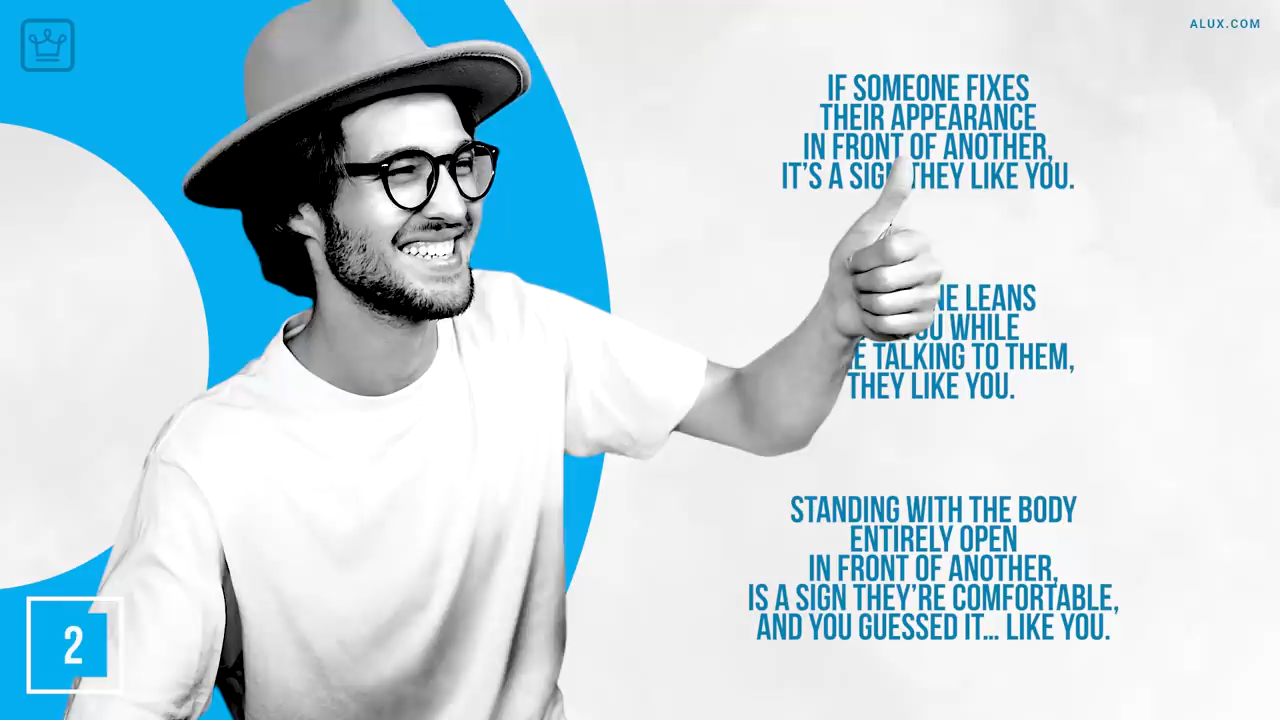 ALUX.COM
IF SOMEONE FIXES
THEIR APPEARANCE
IN FRONT OF ANOTHER,
IT'S A SIGN THEY LIKE YOU.
LEANS
WHILE
TALKING TO THEM,
THEY LIKE YOU.
STANDING WITH THE BODY
ENTIRELY OPEN
IN FRONT OF ANOTHER,
IS A SIGN THEY'RE COMFORTABLE,
AND YOU GUESSED IT... LIKE YOU.
2